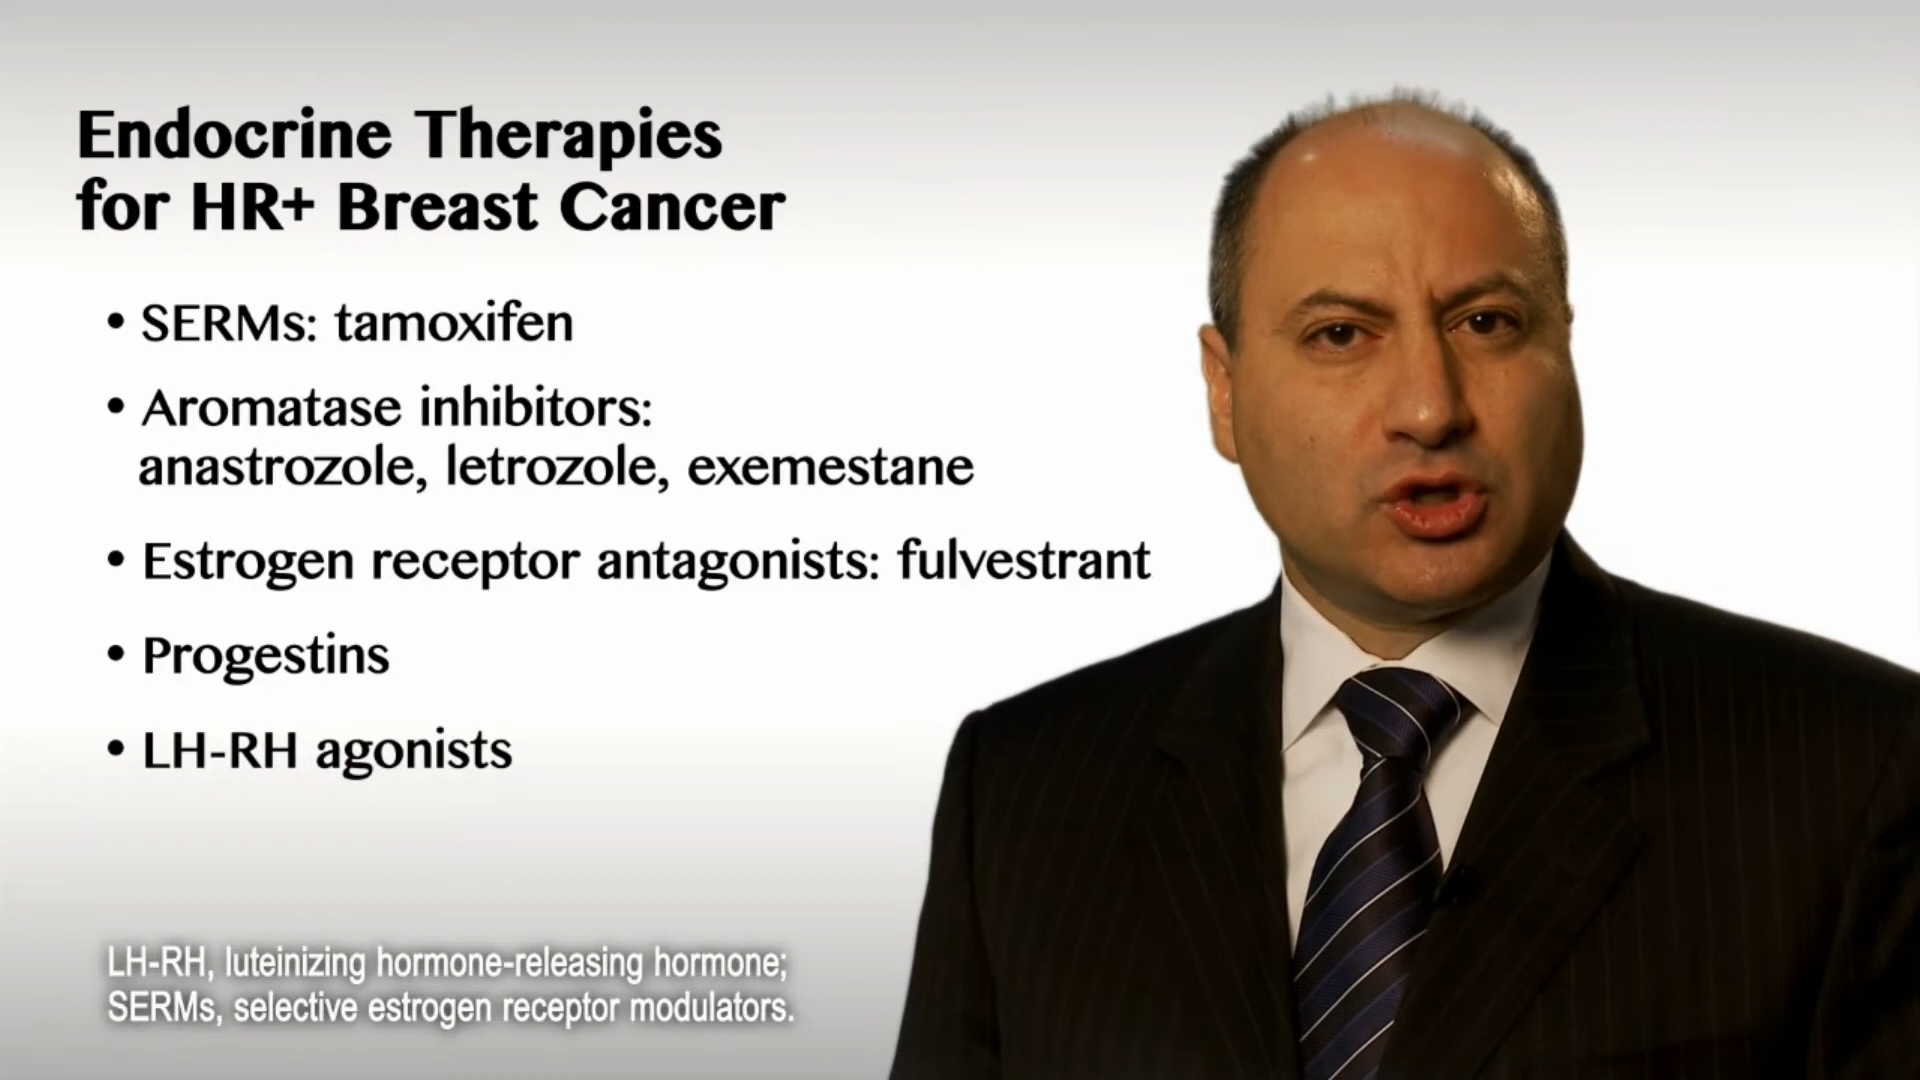 Endocrine Therapies
for HR+ Breast Cancer
• SERMs: tamoxifen
• Aromatase inhibitors:
anastrozole, letrozole, exemestane
• Estrogen receptor antagonists: fulvestrant
• Progestins
• LH-RH agonists
LH-RH, luteinizing hormone-releasing hormone;
SERMs, selective estrogen receptor modulators.